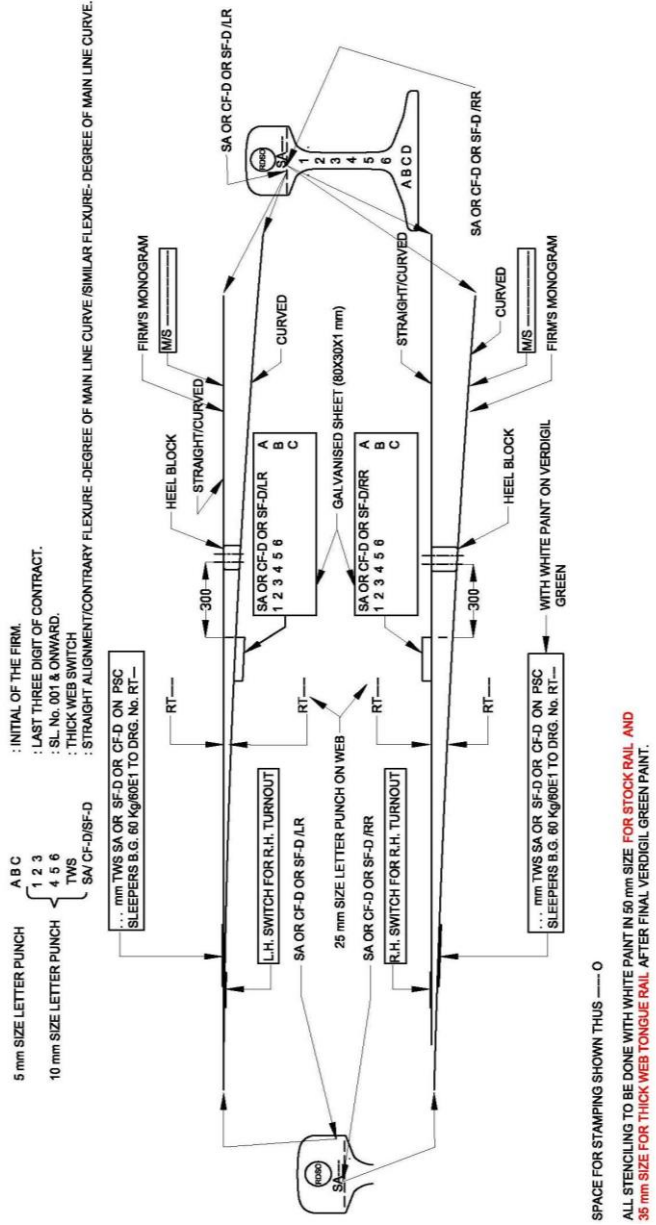 5 mm SIZE LETTER PUNCH A B C : INITIAL OF THE FIRM.
1 2 3 : LAST THREE DIGIT OF CONTRACT.
10 mm SIZE LETTER PUNCH 4 5 6 : SL No. 001 & ONWARD.
TWS : THICK WEB SWITCH
SA/ CF-D/SF-D : STRAIGHT ALIGNMENT/CONTRARY FLEXURE -DEGREE OF MAIN LINE CURVE /SIMILAR FLEXURE- DEGREE OF MAIN LINE CURVE.
... mm TWS SA OR SF-D OR CF-D ON PSC
SLEEPERS B.G. 60 Kg/60E1 TO DRG. No. RT---
FIRM'S MONOGRAM
M/S ------------
SA OR CF-D OR SF-D /LR
HEEL BLOCK
STRAIGHT/CURVED
300
RT----
RT----
L.H. SWITCH FOR R.H. TURNOUT
SA OR CF-D OR SF-D /LR
CURVED
SA OR CF-D OR SF-D/LR A
1 2 3 4 5 6 B
C
RDSO
SA----
1
2
3
4
5
6
A B C D
GALVANISED SHEET (80X30X1 mm)
25 mm SIZE LETTER PUNCH ON WEB
RDSO
SA----
SA OR CF-D OR SF-D /RR
R.H. SWITCH FOR R.H. TURNOUT
RT----
RT----
SA OR CF-D OR SF-D/RR A
1 2 3 4 5 6 B
C
STRAIGHT/CURVED
SA OR CF-D OR SF-D /RR
300
HEEL BLOCK
CURVED
M/S ------------
FIRM'S MONOGRAM
... mm TWS SA OR SF-D OR CF-D ON PSC
SLEEPERS B.G. 60 Kg/60E1 TO DRG. No. RT---
WITH WHITE PAINT ON VERDIGIL
GREEN
SPACE FOR STAMPING SHOWN THUS ---- O
ALL STENCILING TO BE DONE WITH WHITE PAINT IN 50 mm SIZE FOR STOCK RAIL AND
35 mm SIZE FOR THICK WEB TONGUE RAIL AFTER FINAL VERDIGIL GREEN PAINT.